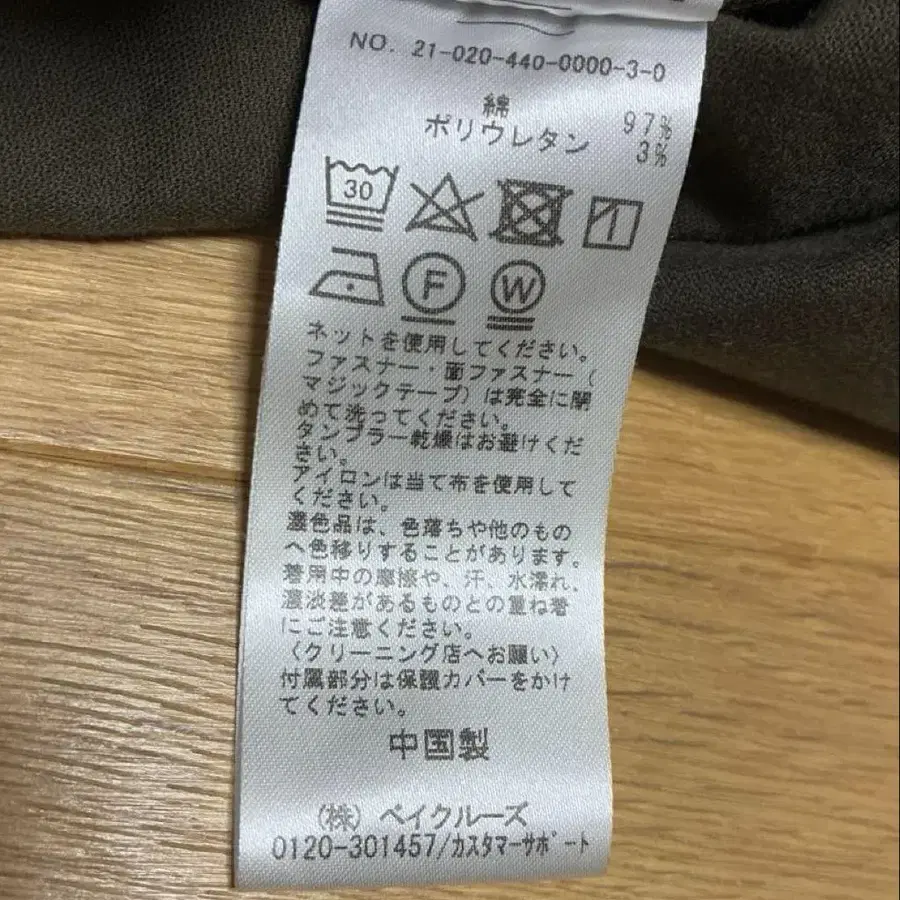 NO. 21-020-440-0000-3-0
綿 97%
ポリウレタン 3%
30
F W
ネットを使用してください。
ファスナー・面ファスナー(
マジックテープ)は完全に閉
めて洗ってください。
タンブラー乾燥はお避けくだ
さい。
アイロンは当て布を使用して
ください。
濃色品は、色落ちや他のもの
へ色移りすることがあります。
着用中の摩擦や、汗、水濡れ、
濃淡差があるものとの重ね着
にご注意ください。
〈クリーニング店へお願い〉
付属部分は保護カバーをかけ
てください。
中国製
(株) ベイクルーズ
0120-301457/カスタマーサポート